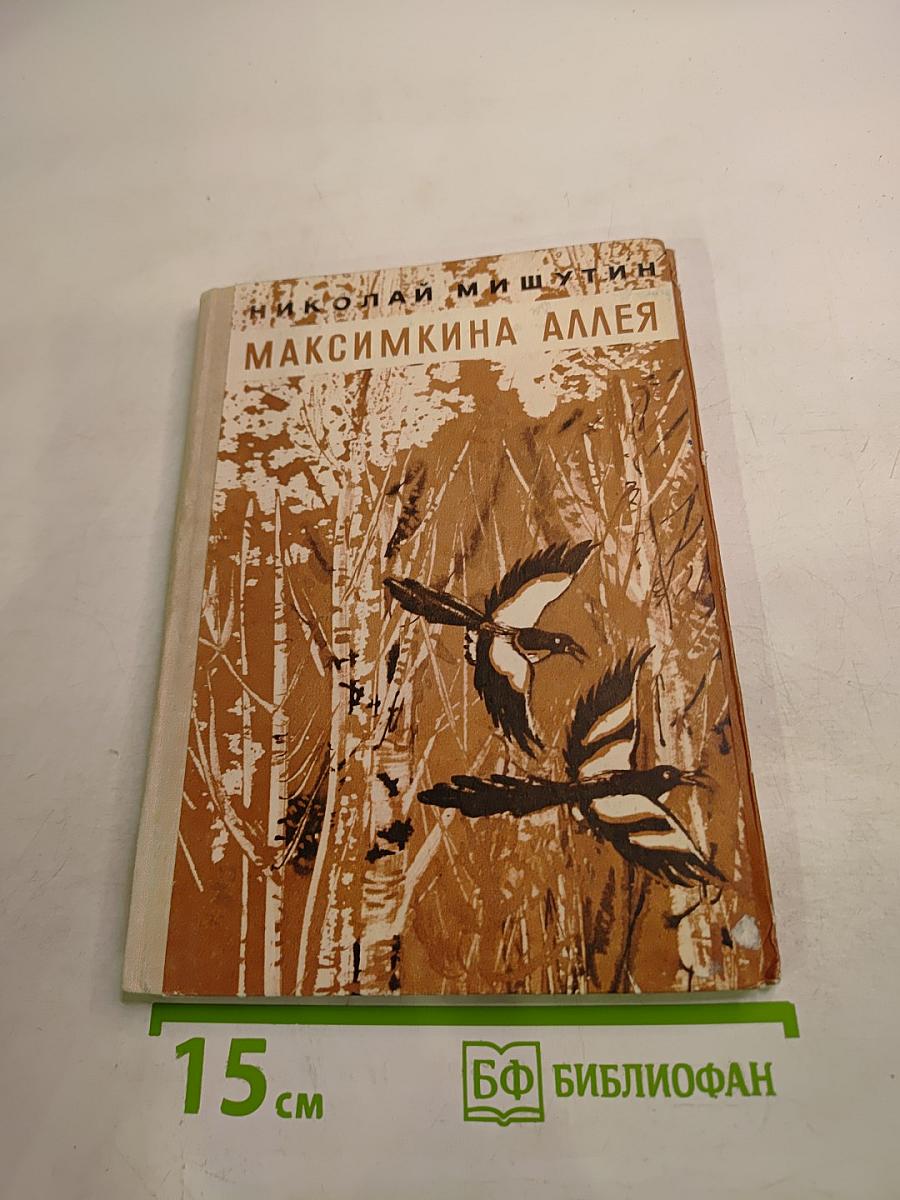 НИКОЛАЙ МИШУТИН
МАКСИМКИНА АЛЛЕЯ
15 см
БФ БИБЛИОФАН